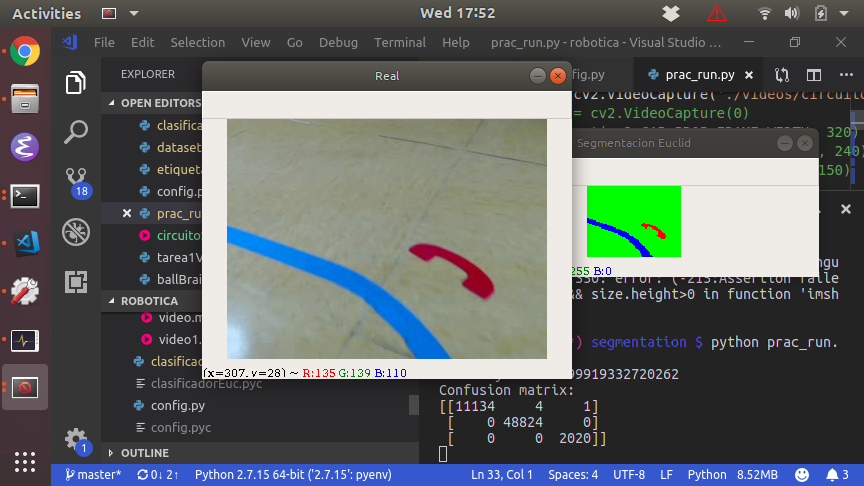 Activities
Wed 17:52
File Edit Selection View Go Debug Terminal Help
prac_run.py - robotica - Visual Studio ...
EXPLORER
OPEN EDITORS
clasifica
dataset
etiqueta
config.p
prac_ru
circuito
tarea1V
ballBrai
ROBOTICA
video.m
video1.
clasificado
clasificadorEuc.pyc
config.py
config.pyc
OUTLINE
18
1
fig.py
prac_run.py
cv2.VideoCapture('./videos/circuito
= cv2.VideoCapture(0)
320)
, 240)
150)
Real
(x=307, y=28) ~ R:135 G:139 B:110
Segmentacion Euclid
255 B:0
ngu
error: (-215:Assertion faile
&& size.height>0 in function 'imsh
) segmentation $ python prac_run.
99919332720262
Confusion matrix:
[[11134 4 1]
[ 0 48824 0]
[ 0 0 2020]]
master* 0↓ 2↑ Python 2.7.15 64-bit ('2.7.15': pyenv) Ln 33, Col 1 Spaces: 4 UTF-8 LF Python 8.52MB 3